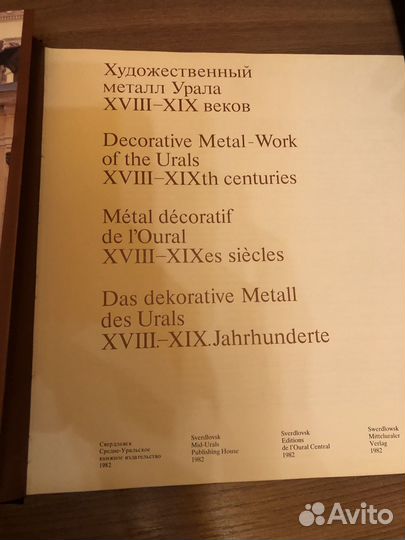 Художественный
металл Урала
XVIII–XIX веков
Decorative Metal-Work
of the Urals
XVIII–XIXth centuries
Métal décoratif
de l'Oural
XVIII–XIXes siècles
Das dekorative Metall
des Urals
XVIII.–XIX. Jahrhunderte
Свердловск
Средне-Уральское
книжное издательство
1982
Sverdlovsk
Mid-Urals
Publishing House
1982
Sverdlovsk
Editions
de l'Oural Central
1982
Swerdlowsk
Mitteluraler
Verlag
1982
Avito